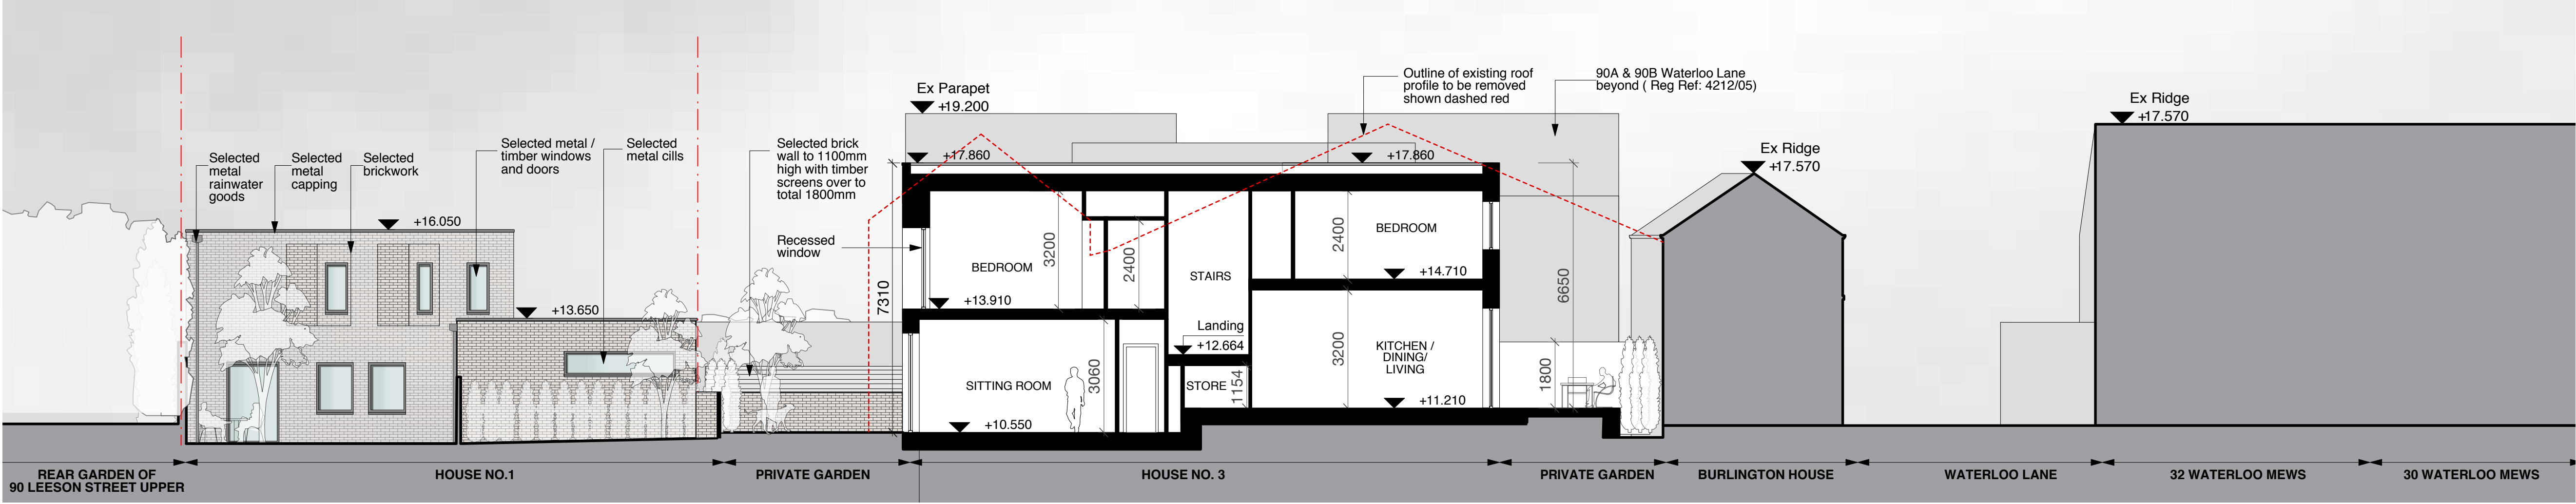 Ex Parapet
+19.200
Outline of existing roof
profile to be removed
shown dashed red
90A & 90B Waterloo Lane
beyond ( Reg Ref: 4212/05)
Ex Ridge
+17.570
Selected
metal
rainwater
goods
Selected
metal
capping
Selected
brickwork
Selected metal /
timber windows
and doors
Selected
metal cills
Selected brick
wall to 1100mm
high with timber
screens over to
total 1800mm
+17.860
+17.860
Ex Ridge
+17.570
+16.050
Recessed
window
BEDROOM
3200
2400
STAIRS
2400
BEDROOM
+14.710
+13.910
+13.650
7310
6650
Landing
+12.664
SITTING ROOM
3060
STORE
1154
3200
KITCHEN /
DINING/
LIVING
1800
+11.210
+10.550
REAR GARDEN OF
90 LEESON STREET UPPER
HOUSE NO.1
PRIVATE GARDEN
HOUSE NO. 3
PRIVATE GARDEN
BURLINGTON HOUSE
WATERLOO LANE
32 WATERLOO MEWS
30 WATERLOO MEWS